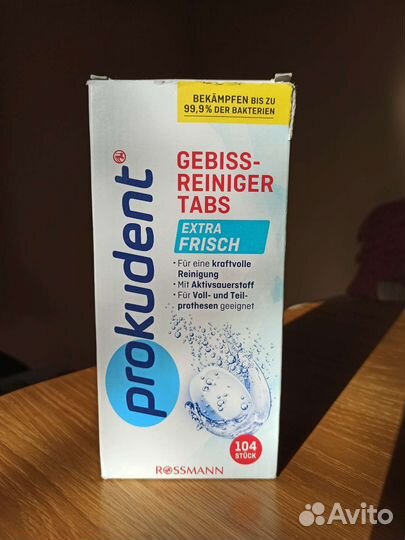 BEKÄMPFEN BIS ZU
99,9% DER BAKTERIEN
prokudent®
GEBISS-
REINIGER
TABS
EXTRA
FRISCH
• Für eine kraftvolle
Reinigung
• Mit Aktivsauerstoff
• Für Voll- und Teil-
prothesen geeignet
104
STÜCK
ROSSMANN
Avito